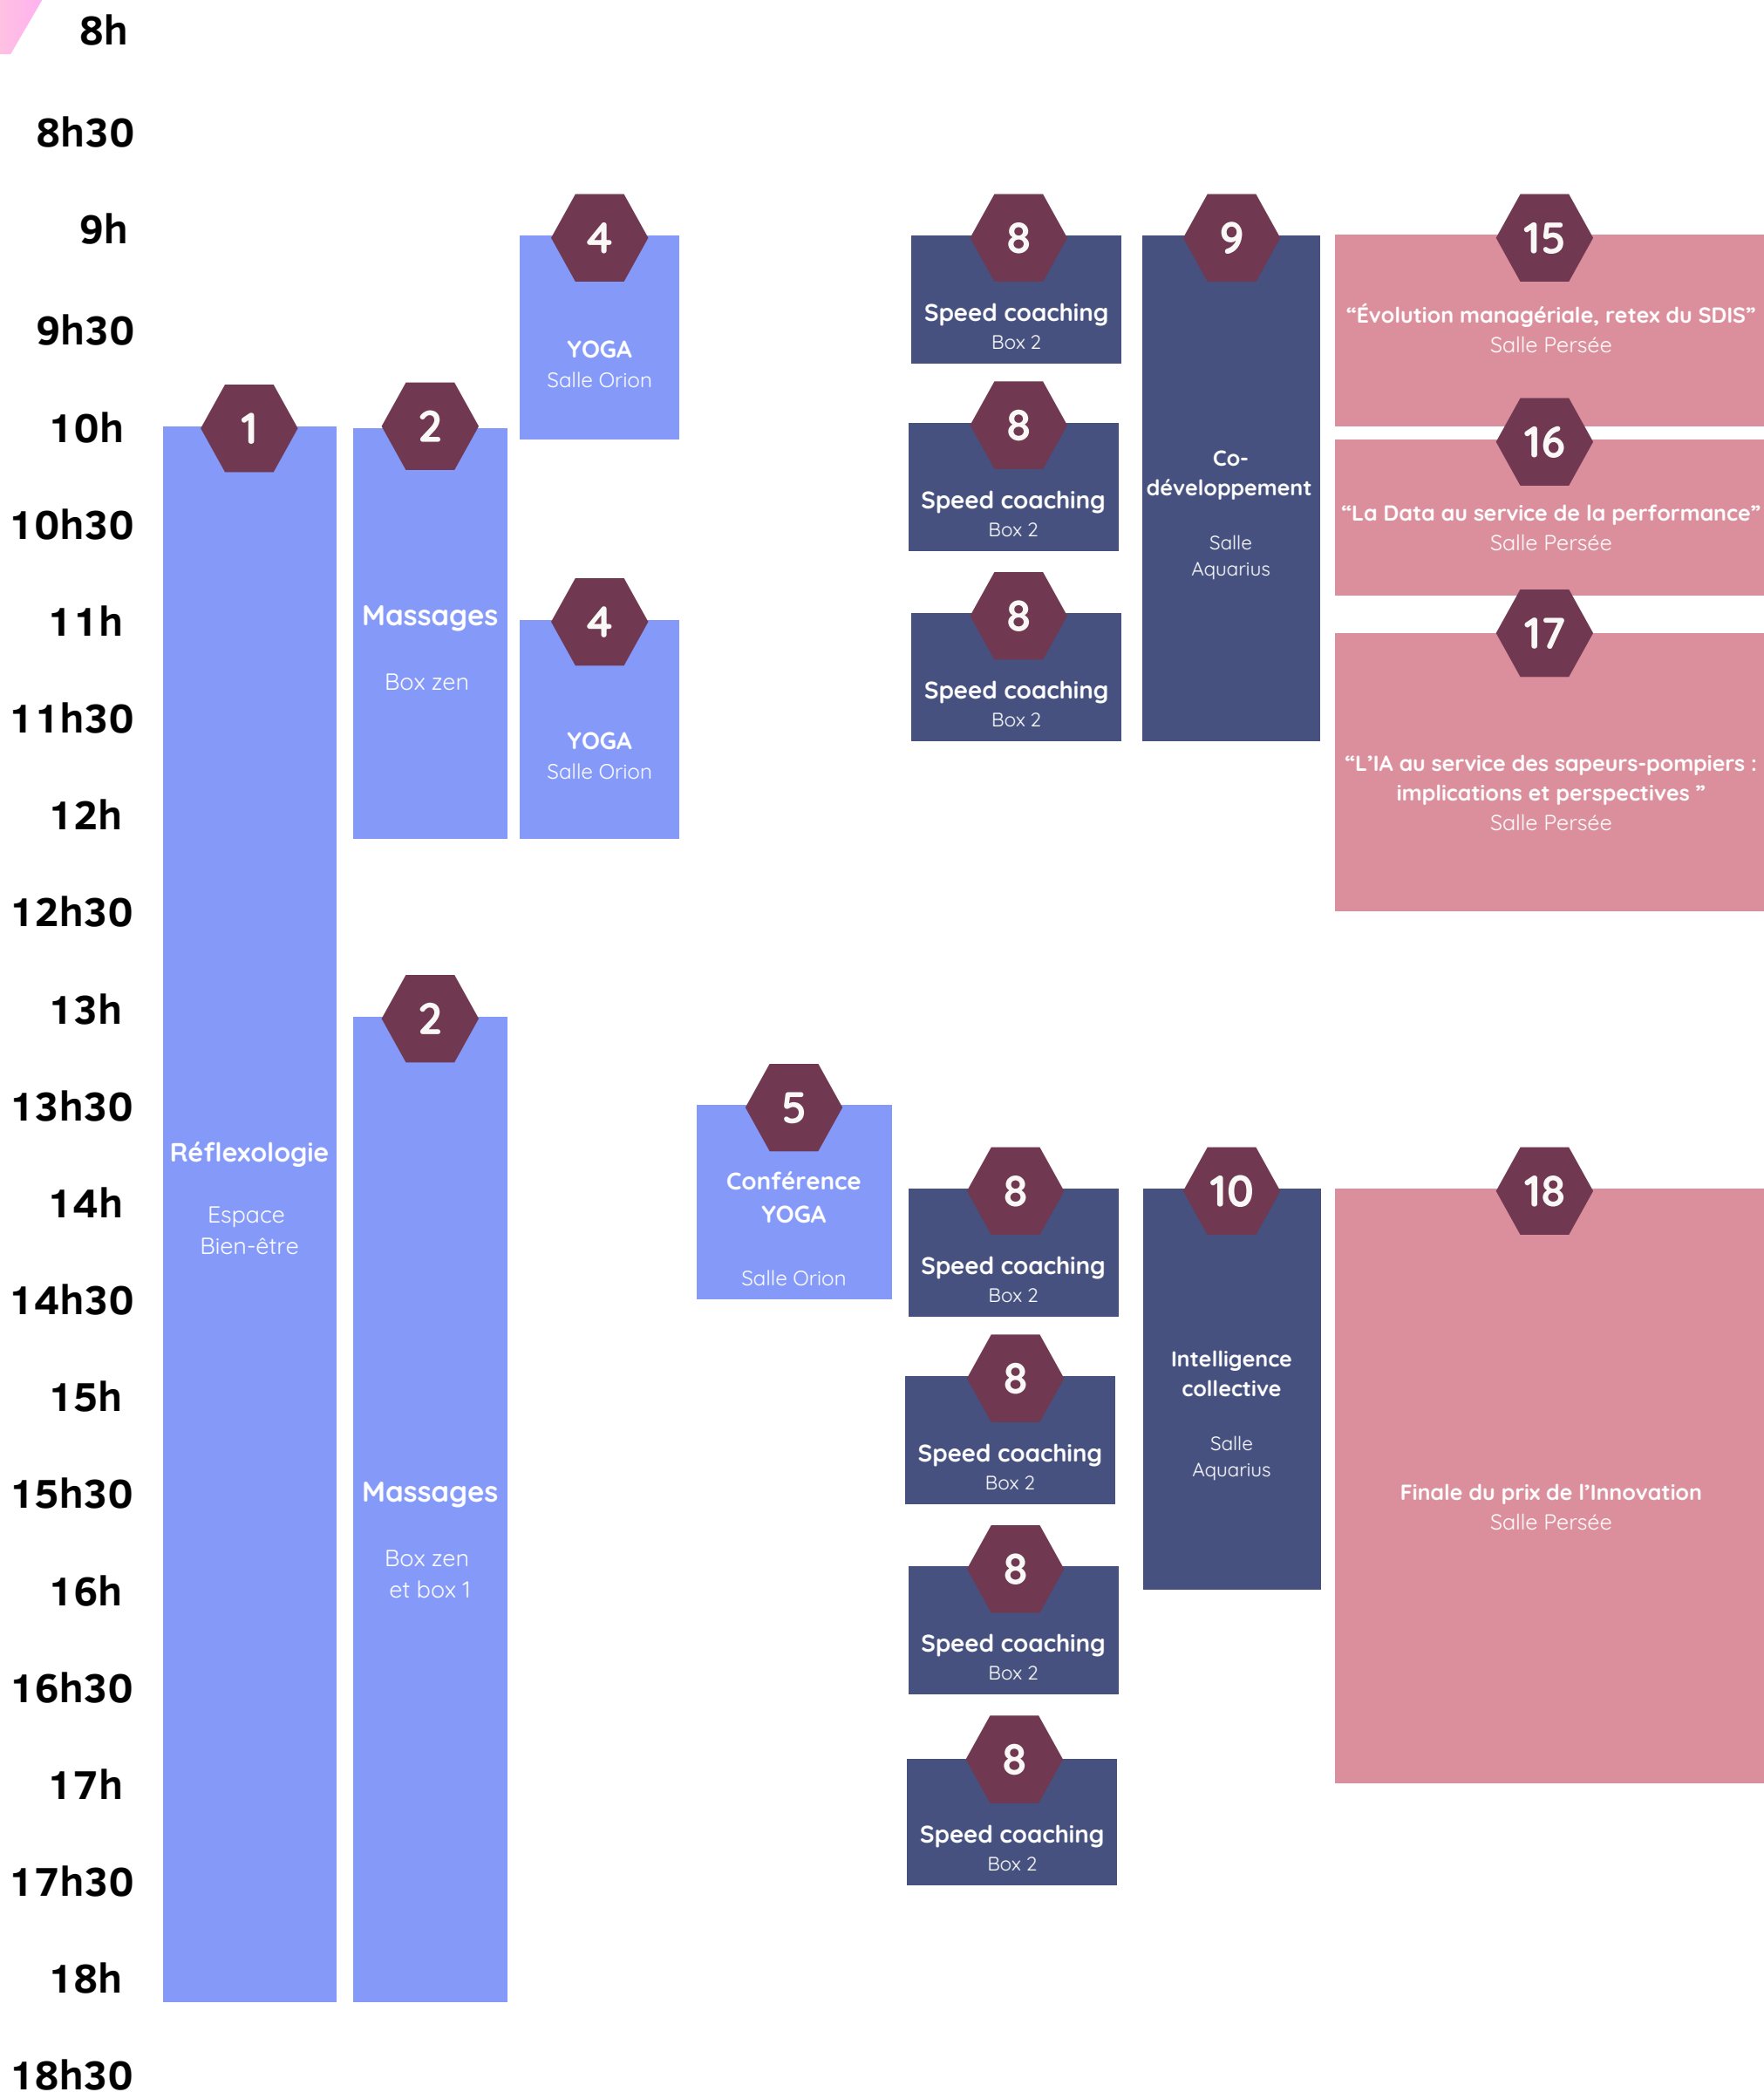 8h
8h30
9h
9h30
10h
10h30
11h
11h30
12h
12h30
13h
13h30
14h
14h30
15h
15h30
16h
16h30
17h
17h30
18h
18h30
1
Réflexologie
Espace
Bien-être
2
Massages
Box zen
2
Massages
Box zen
et box 1
4
YOGA
Salle Orion
4
YOGA
Salle Orion
5
Conférence
YOGA
Salle Orion
8
Speed coaching
Box 2
8
Speed coaching
Box 2
8
Speed coaching
Box 2
8
Speed coaching
Box 2
8
Speed coaching
Box 2
8
Speed coaching
Box 2
8
Speed coaching
Box 2
9
Co-
développement
Salle
Aquarius
10
Intelligence
collective
Salle
Aquarius
15
“Évolution managériale, retex du SDIS”
Salle Persée
16
“La Data au service de la performance”
Salle Persée
17
“L’IA au service des sapeurs-pompiers :
implications et perspectives ”
Salle Persée
18
Finale du prix de l’Innovation
Salle Persée